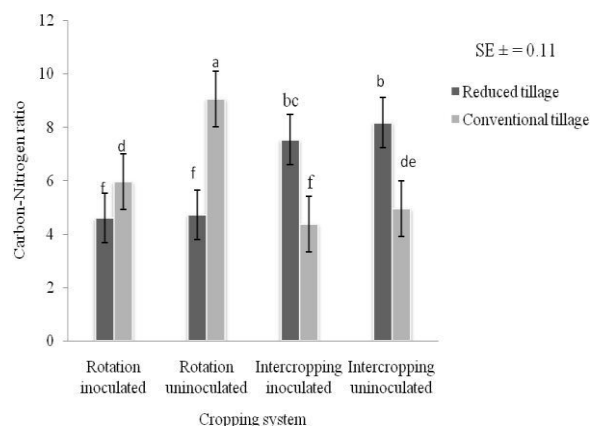 12
10
8
6
4
2
0
Carbon-Nitrogen ratio
SE ± = 0.11
Reduced tillage
Conventional tillage
f
d
f
a
bc
f
b
de
Rotation inoculated
Rotation uninoculated
Intercropping inoculated
Intercropping uninoculated
Cropping system